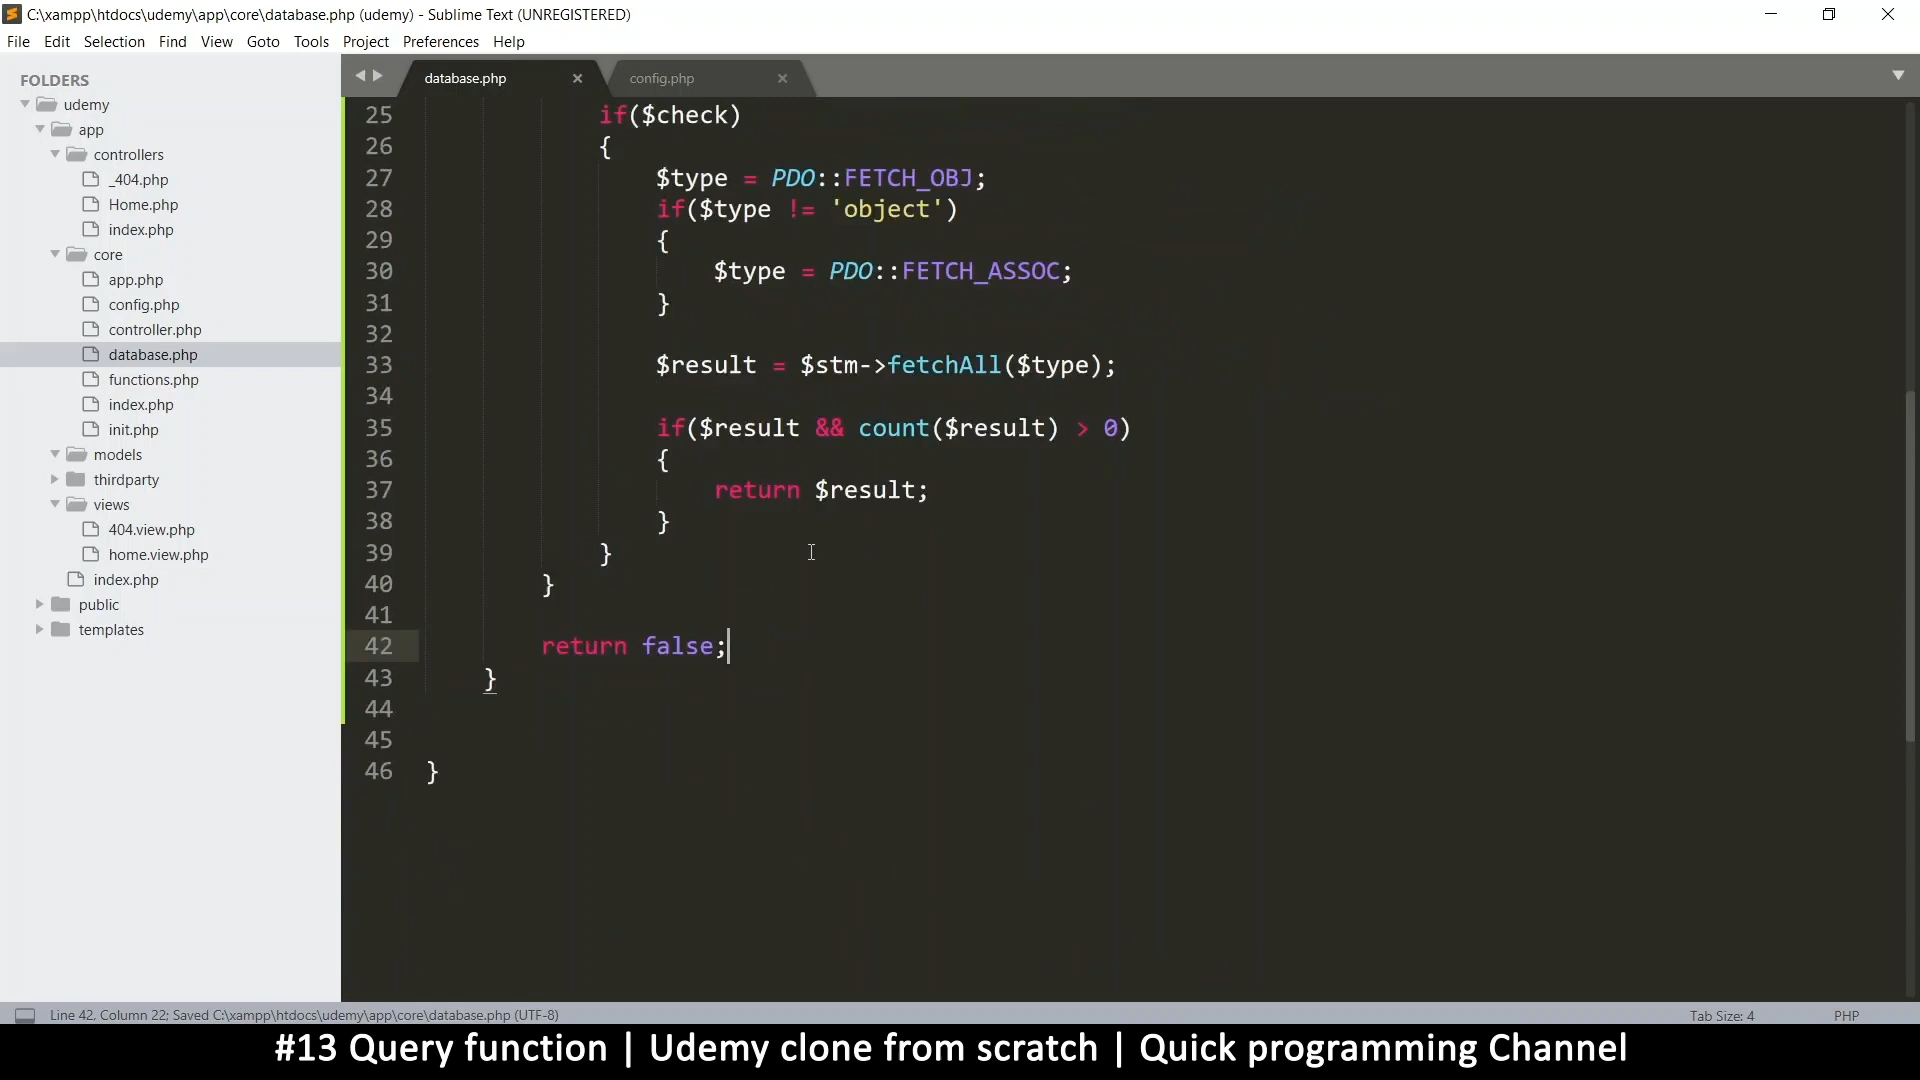 C:\xampp\htdocs\udemy\app\core\database.php (udemy) - Sublime Text (UNREGISTERED)
File Edit Selection Find View Goto Tools Project Preferences Help
FOLDERS
udemy
app
controllers
_404.php
Home.php
index.php
core
app.php
config.php
controller.php
database.php
functions.php
index.php
init.php
models
thirdparty
views
404.view.php
home.view.php
index.php
public
templates
database.php config.php
25 if($check)
26 {
27 $type = PDO::FETCH_OBJ;
28 if($type != 'object')
29 {
30 $type = PDO::FETCH_ASSOC;
31 }
32
33 $result = $stm->fetchAll($type);
34
35 if($result && count($result) > 0)
36 {
37 return $result;
38 }
39 }
40 }
41
42 return false;
43 }
44
45
46 }
Line 42, Column 22; Saved C:\xampp\htdocs\udemy\app\core\database.php (UTF-8) Tab Size: 4 PHP
#13 Query function | Udemy clone from scratch | Quick programming Channel